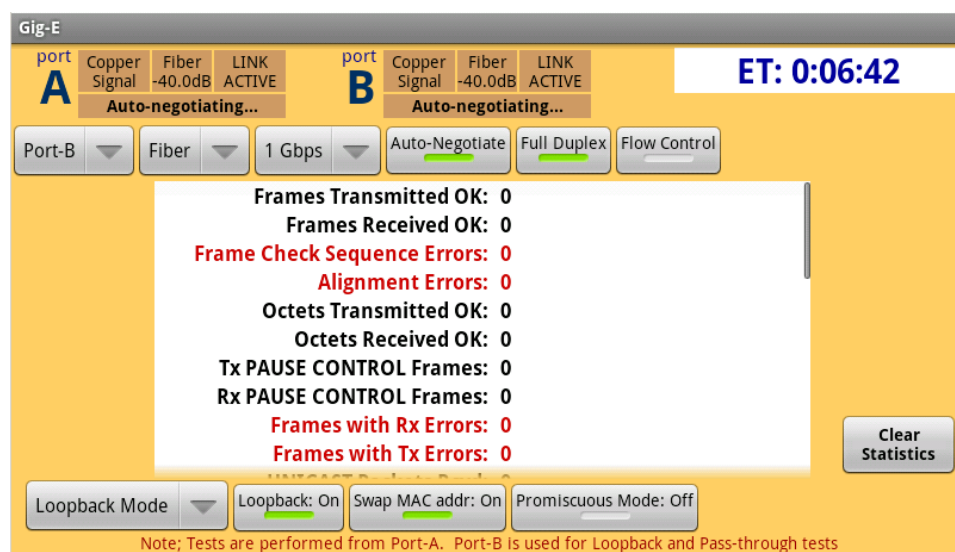 Gig-E
port
A
Copper Signal
Fiber -40.0dB
LINK ACTIVE
Auto-negotiating...
port
B
Copper Signal
Fiber -40.0dB
LINK ACTIVE
Auto-negotiating...
ET: 0:06:42
Port-B
Fiber
1 Gbps
Auto-Negotiate
Full Duplex
Flow Control
Frames Transmitted OK: 0
Frames Received OK: 0
Frame Check Sequence Errors: 0
Alignment Errors: 0
Octets Transmitted OK: 0
Octets Received OK: 0
Tx PAUSE CONTROL Frames: 0
Rx PAUSE CONTROL Frames: 0
Frames with Rx Errors: 0
Frames with Tx Errors: 0
Clear
Statistics
Loopback Mode
Loopback: On
Swap MAC addr: On
Promiscuous Mode: Off
Note; Tests are performed from Port-A. Port-B is used for Loopback and Pass-through tests